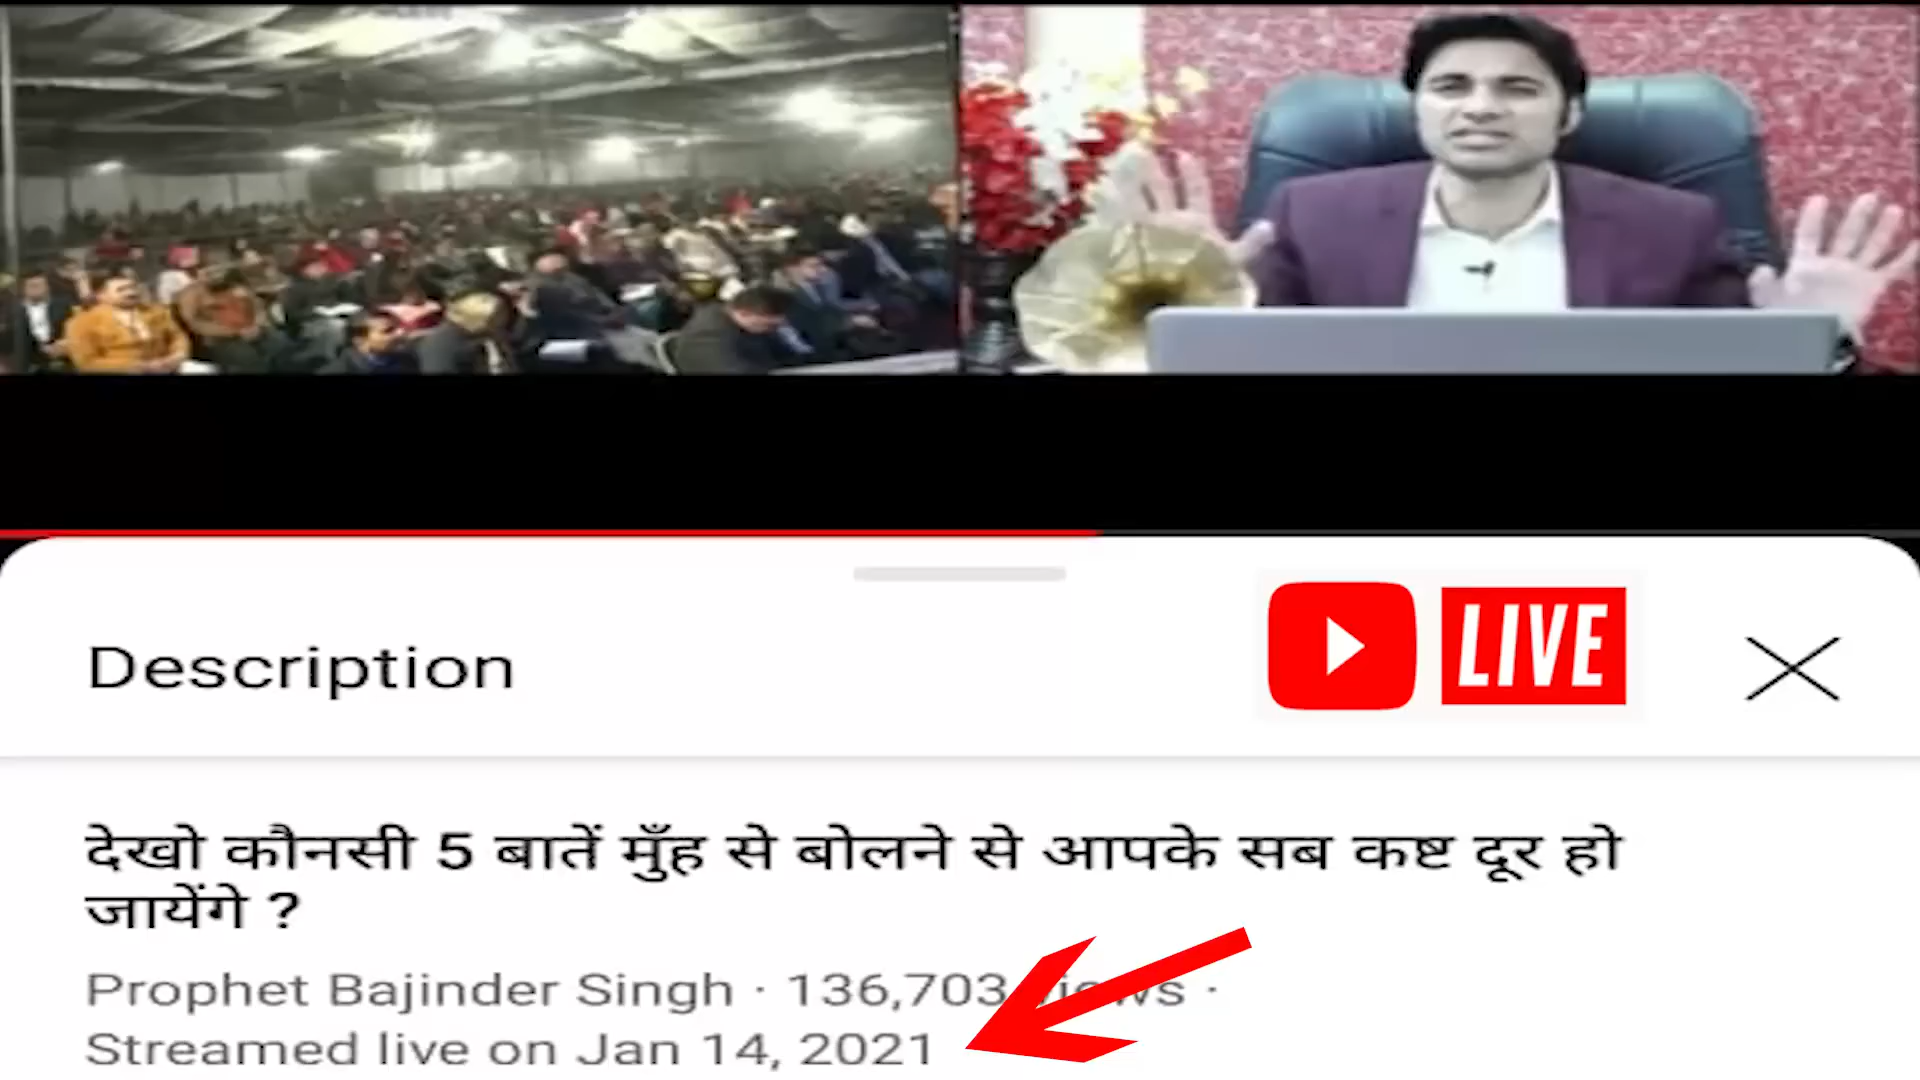 Description
LIVE
देखो कौनसी 5 बातें मुँह से बोलने से आपके सब कष्ट दूर हो
जायेंगे ?
Prophet Bajinder Singh · 136,703 views ·
Streamed live on Jan 14, 2021